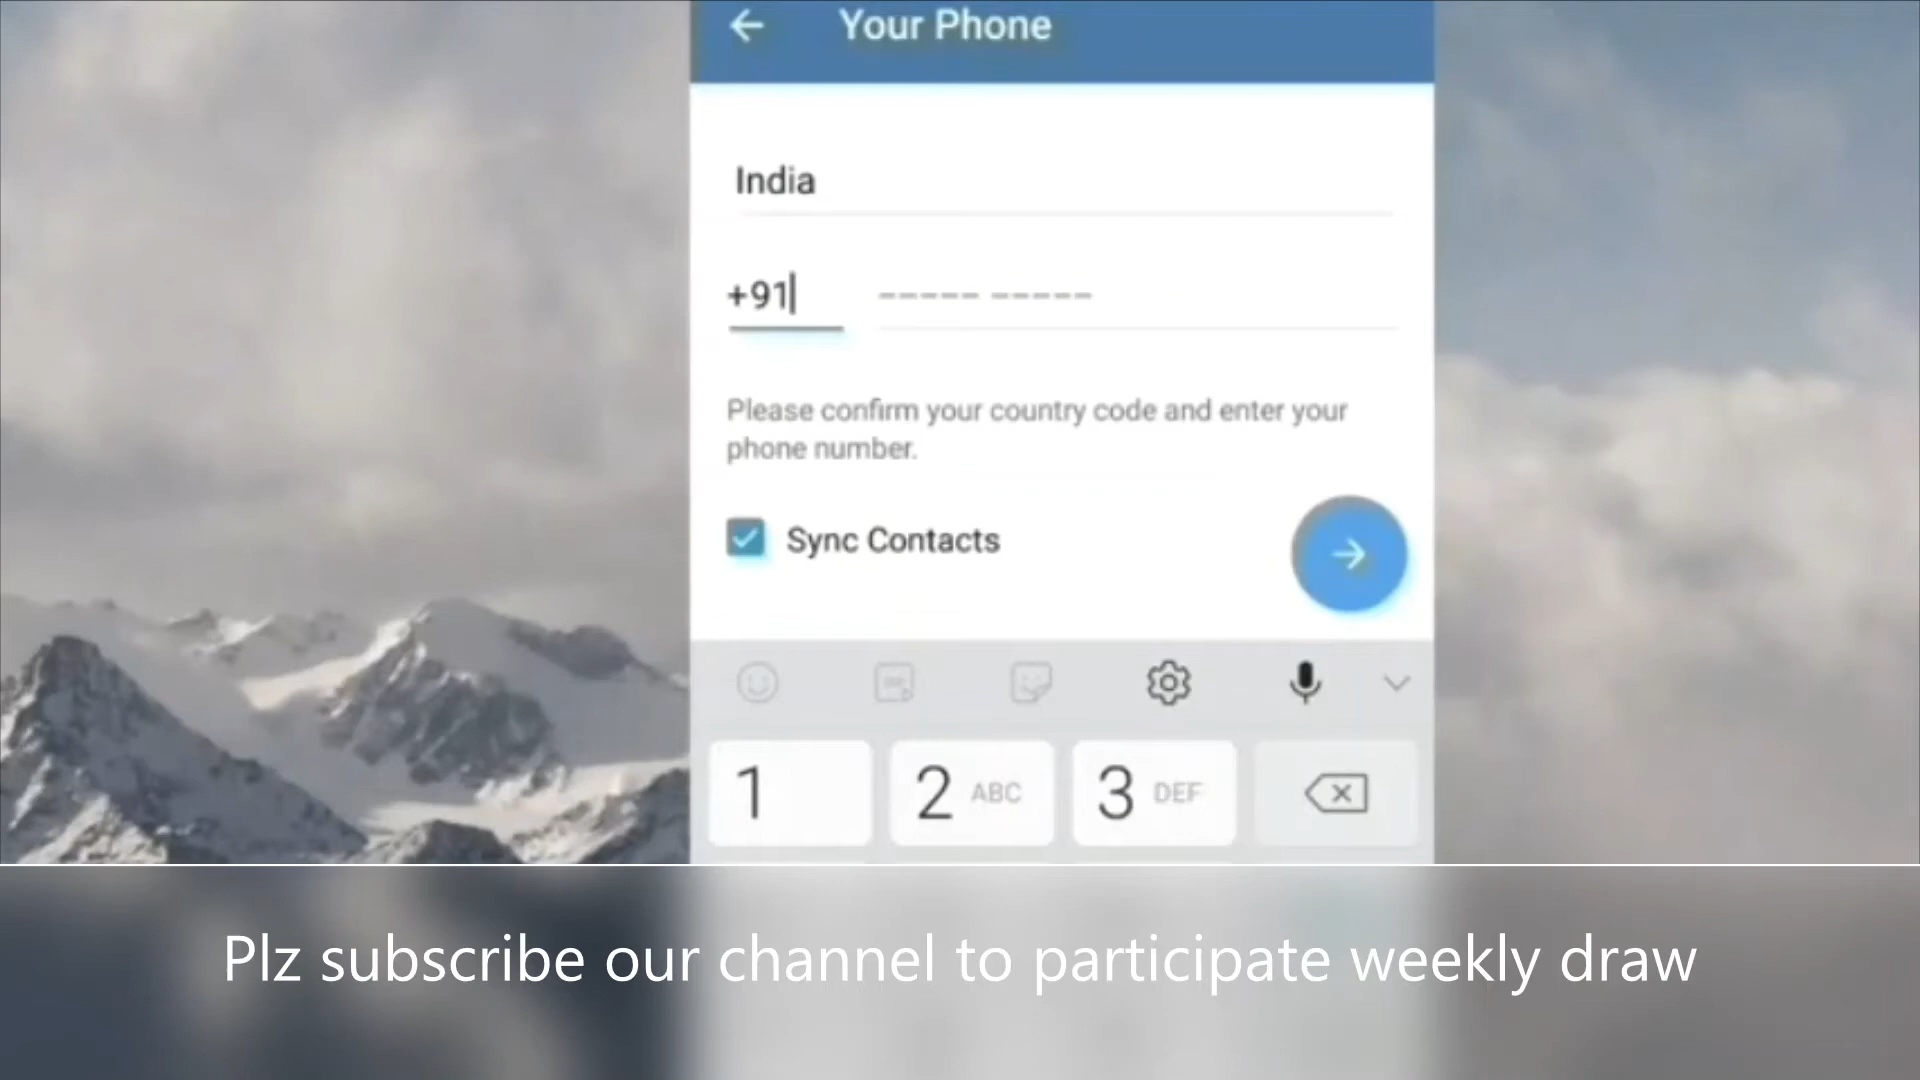 Your Phone
India
+91 ----- -----
Please confirm your country code and enter your
phone number.
Sync Contacts
1
2 ABC
3 DEF
Plz subscribe our channel to participate weekly draw